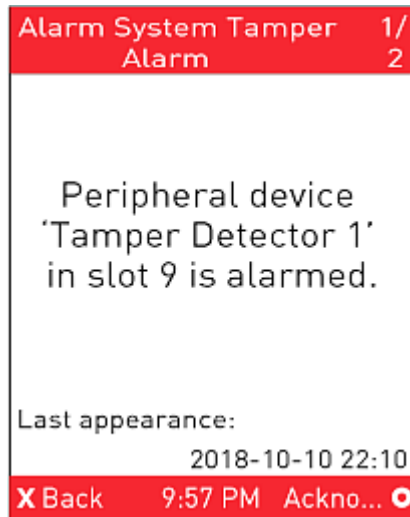 Alarm System Tamper 1/
Alarm 2
Peripheral device
‘Tamper Detector 1’
in slot 9 is alarmed.
Last appearance:
2018-10-10 22:10
X Back 9:57 PM Ackno...